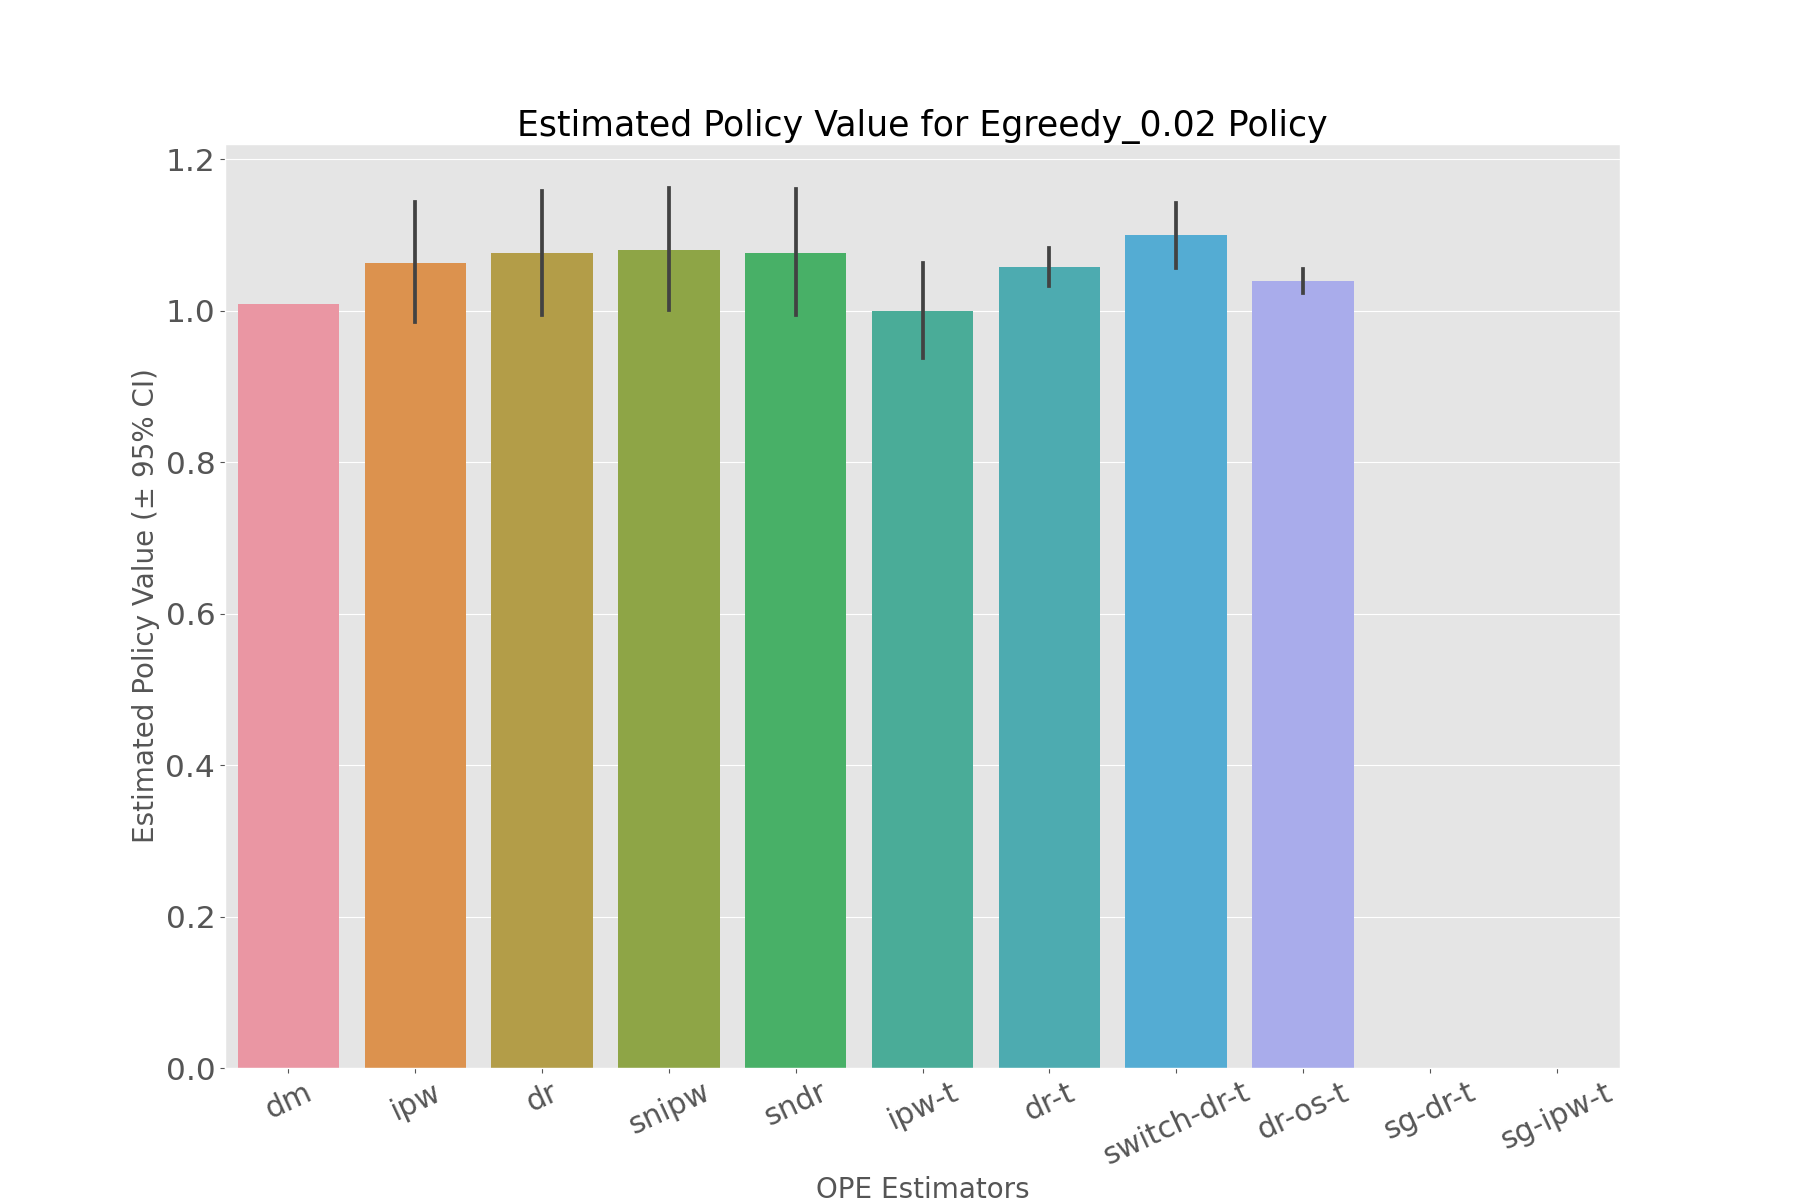 Estimated Policy Value for Egreedy_0.02 Policy
Estimated Policy Value (± 95% CI)
1.2
1.0
0.8
0.6
0.4
0.2
0.0
dm
ipw
dr
snipw
sndr
ipw-t
dr-t
switch-dr-t
dr-os-t
sg-dr-t
sg-ipw-t
OPE Estimators